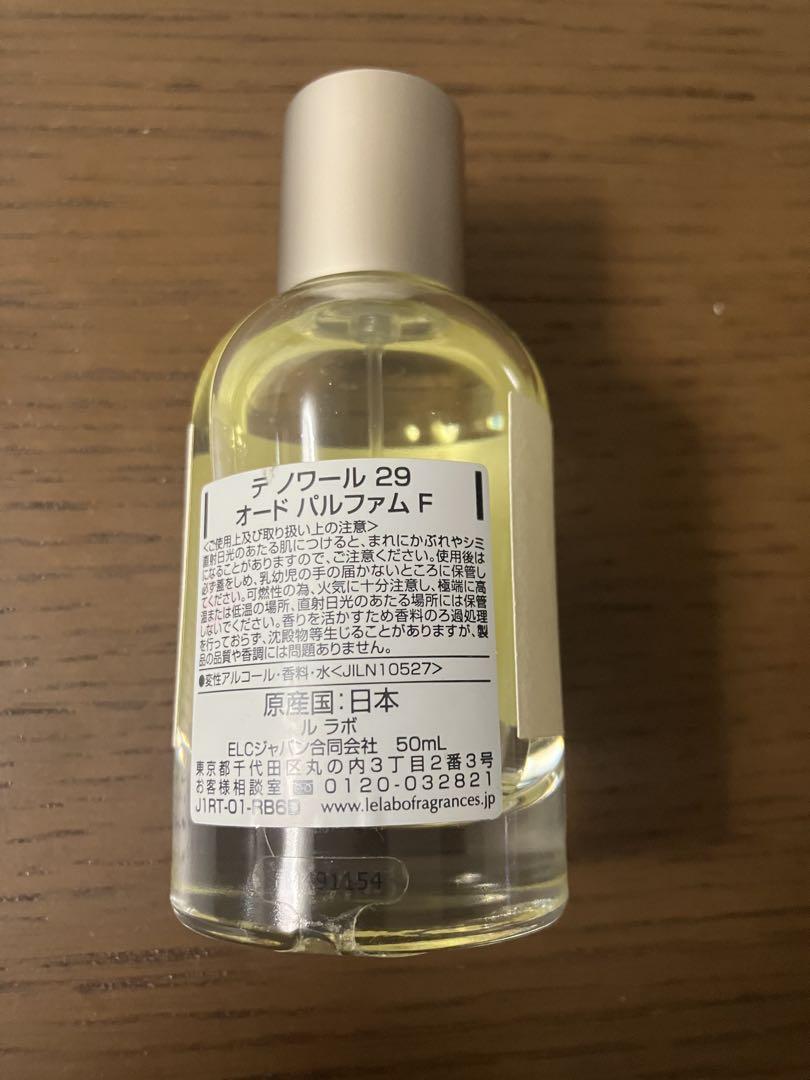 テ ノワール 29
オード パルファム F
<ご使用上及び取り扱い上の注意>
直射日光のあたる肌につけると、まれにかぶれやシミ
になることがありますので、ご注意ください。使用後は
必ず蓋をしめ、乳幼児の手の届かないところに保管し
てください。可燃性の為、火気に十分注意し、極端に高
温または低温の場所、直射日光のあたる場所には保管
しないでください。香りを活かすため香料のろ過処理
を行っておらず、沈殿物等生じることがありますが、製
品の品質や香調には問題ありません。
●変性アルコール・香料・水<JILN10527>
原産国:日本
ル ラボ
ELCジャパン合同会社 50mL
東京都千代田区丸の内3丁目2番3号
お客様相談室 0120-032821
www.lelabofragrances.jp
91154